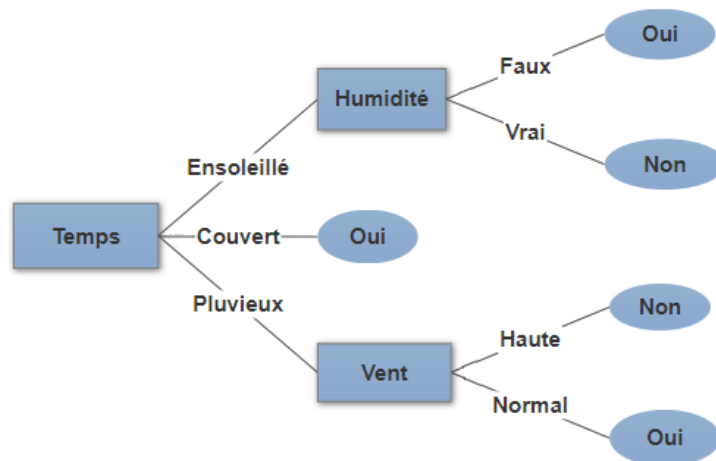 Oui
Faux
Humidité
Vrai
Non
Ensoleillé
Temps
Couvert
Oui
Pluvieux
Non
Haute
Vent
Normal
Oui